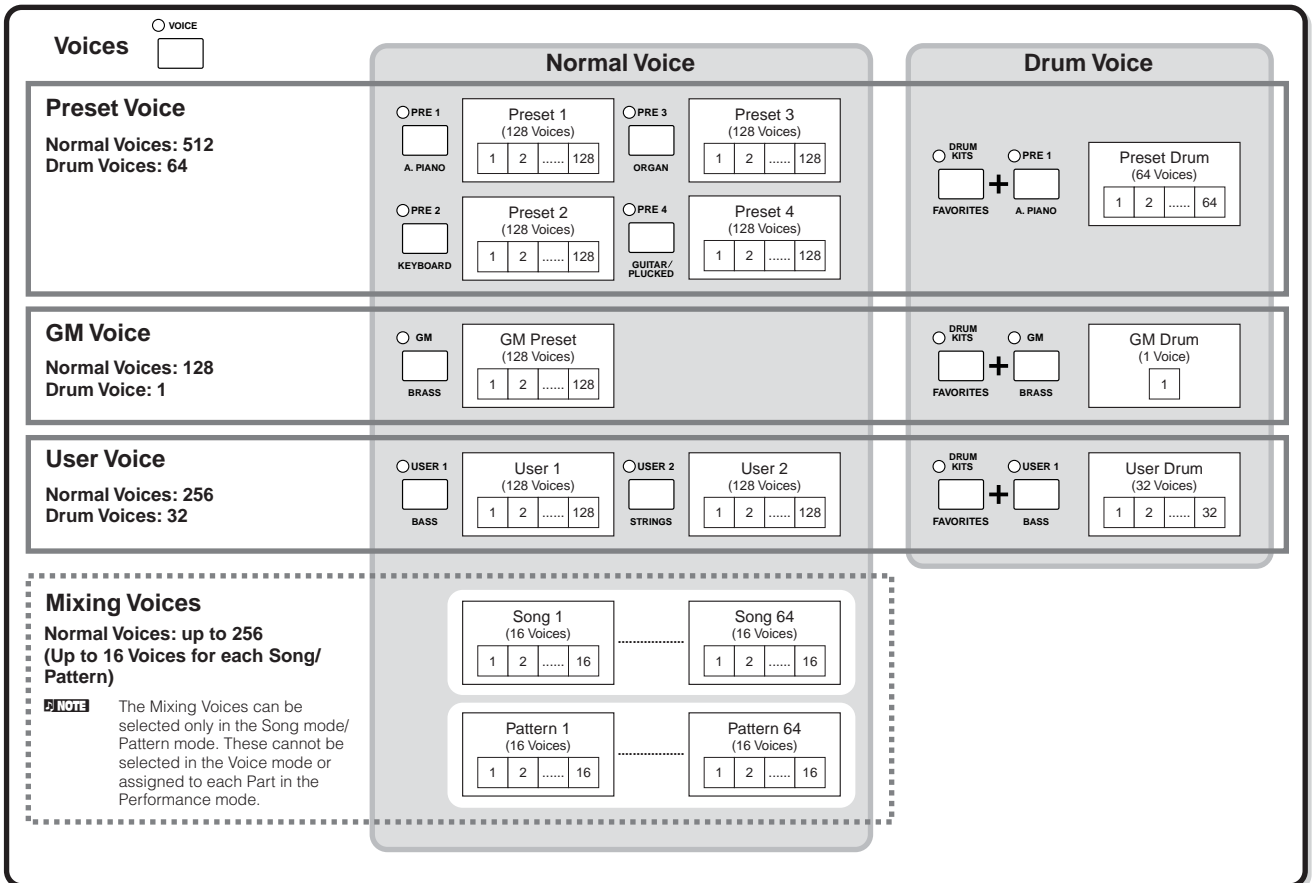 Voices
VOICE
Normal Voice
Drum Voice
Preset Voice
Normal Voices: 512
Drum Voices: 64
PRE 1
A. PIANO
Preset 1
(128 Voices)
1 2 ...... 128
PRE 3
ORGAN
Preset 3
(128 Voices)
1 2 ...... 128
PRE 2
KEYBOARD
Preset 2
(128 Voices)
1 2 ...... 128
PRE 4
GUITAR/
PLUCKED
Preset 4
(128 Voices)
1 2 ...... 128
DRUM
KITS
FAVORITES
+
PRE 1
A. PIANO
Preset Drum
(64 Voices)
1 2 ...... 64
GM Voice
Normal Voices: 128
Drum Voice: 1
GM
BRASS
GM Preset
(128 Voices)
1 2 ...... 128
DRUM
KITS
FAVORITES
+
GM
BRASS
GM Drum
(1 Voice)
1
User Voice
Normal Voices: 256
Drum Voices: 32
USER 1
BASS
User 1
(128 Voices)
1 2 ...... 128
USER 2
STRINGS
User 2
(128 Voices)
1 2 ...... 128
DRUM
KITS
FAVORITES
+
USER 1
BASS
User Drum
(32 Voices)
1 2 ...... 32
Mixing Voices
Normal Voices: up to 256
(Up to 16 Voices for each Song/
Pattern)
NOTE
The Mixing Voices can be
selected only in the Song mode/
Pattern mode. These cannot be
selected in the Voice mode or
assigned to each Part in the
Performance mode.
Song 1
(16 Voices)
1 2 ...... 16
Song 64
(16 Voices)
1 2 ...... 16
Pattern 1
(16 Voices)
1 2 ...... 16
Pattern 64
(16 Voices)
1 2 ...... 16